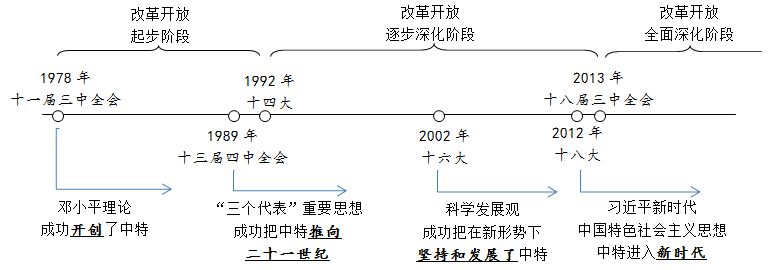 改革开放
起步阶段
改革开放
逐步深化阶段
改革开放
全面深化阶段
1978 年
十一届三中全会
1992 年
十四大
2013 年
十八届三中全会
1989 年
十三届四中全会
2002 年
十六大
2012 年
十八大
邓小平理论
成功开创了中特
“三个代表”重要思想
成功把中特推向
二十一世纪
科学发展观
成功把在新形势下
坚持和发展了中特
习近平新时代
中国特色社会主义思想
中特进入新时代